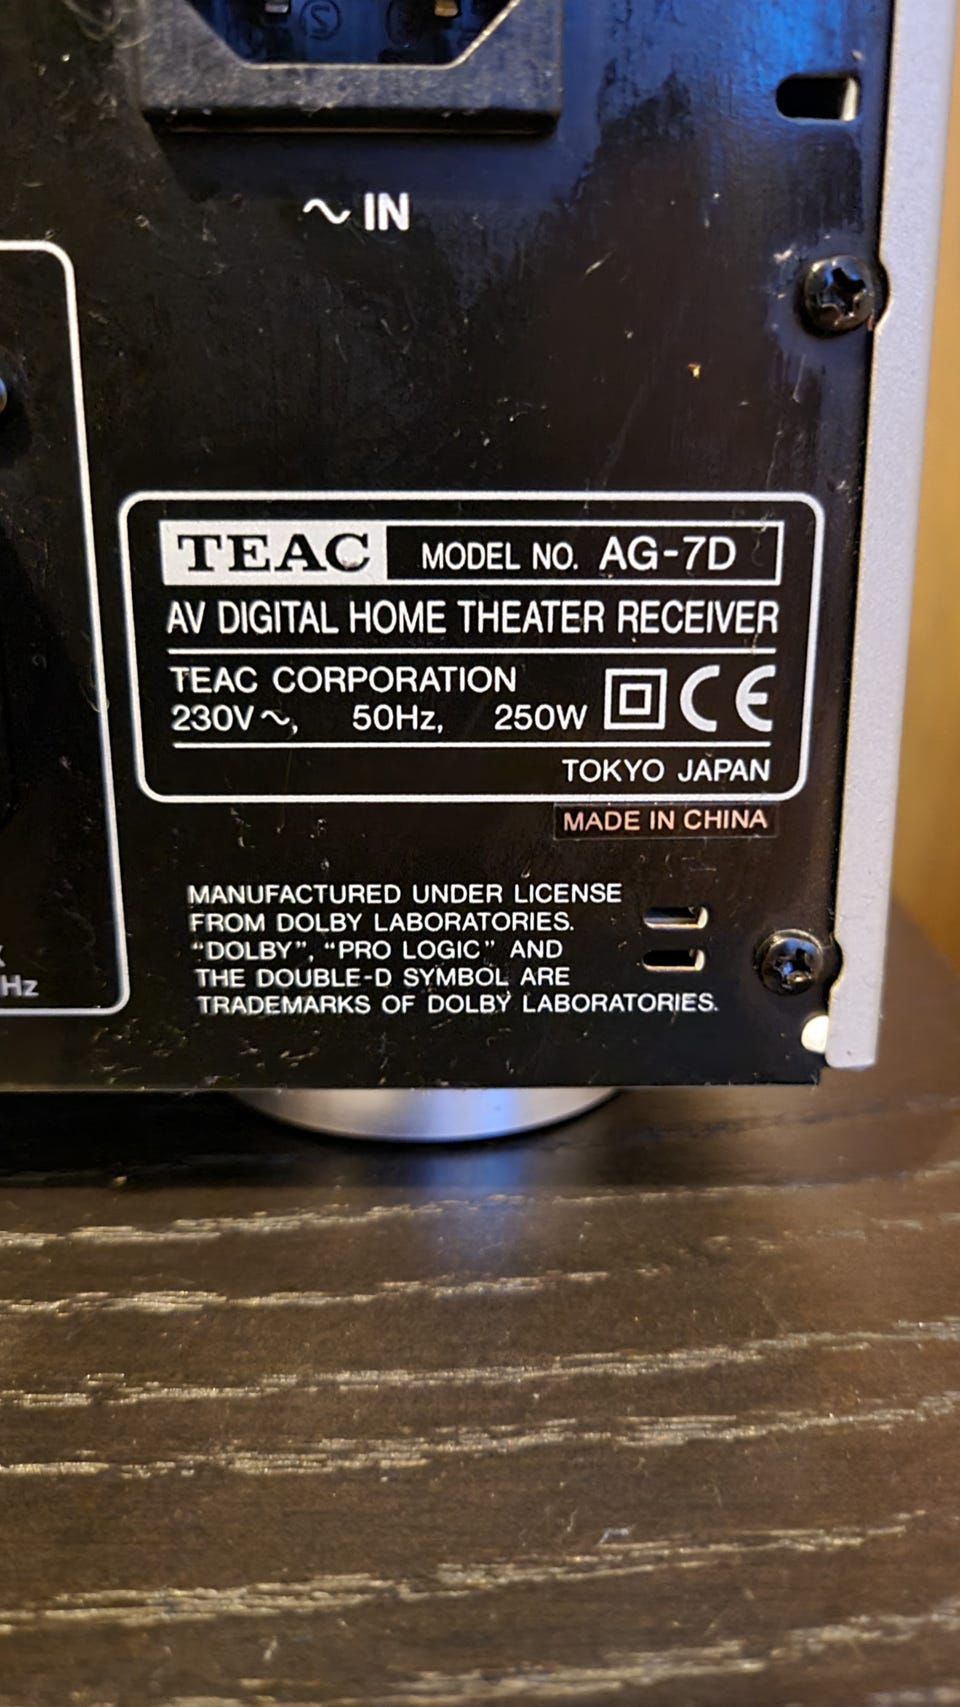 ∿ IN
TEAC MODEL NO. AG-7D
AV DIGITAL HOME THEATER RECEIVER
TEAC CORPORATION
230V∿, 50Hz, 250W CE
TOKYO JAPAN
MADE IN CHINA
MANUFACTURED UNDER LICENSE
FROM DOLBY LABORATORIES.
“DOLBY”, “PRO LOGIC” AND
THE DOUBLE-D SYMBOL ARE
TRADEMARKS OF DOLBY LABORATORIES.
Hz